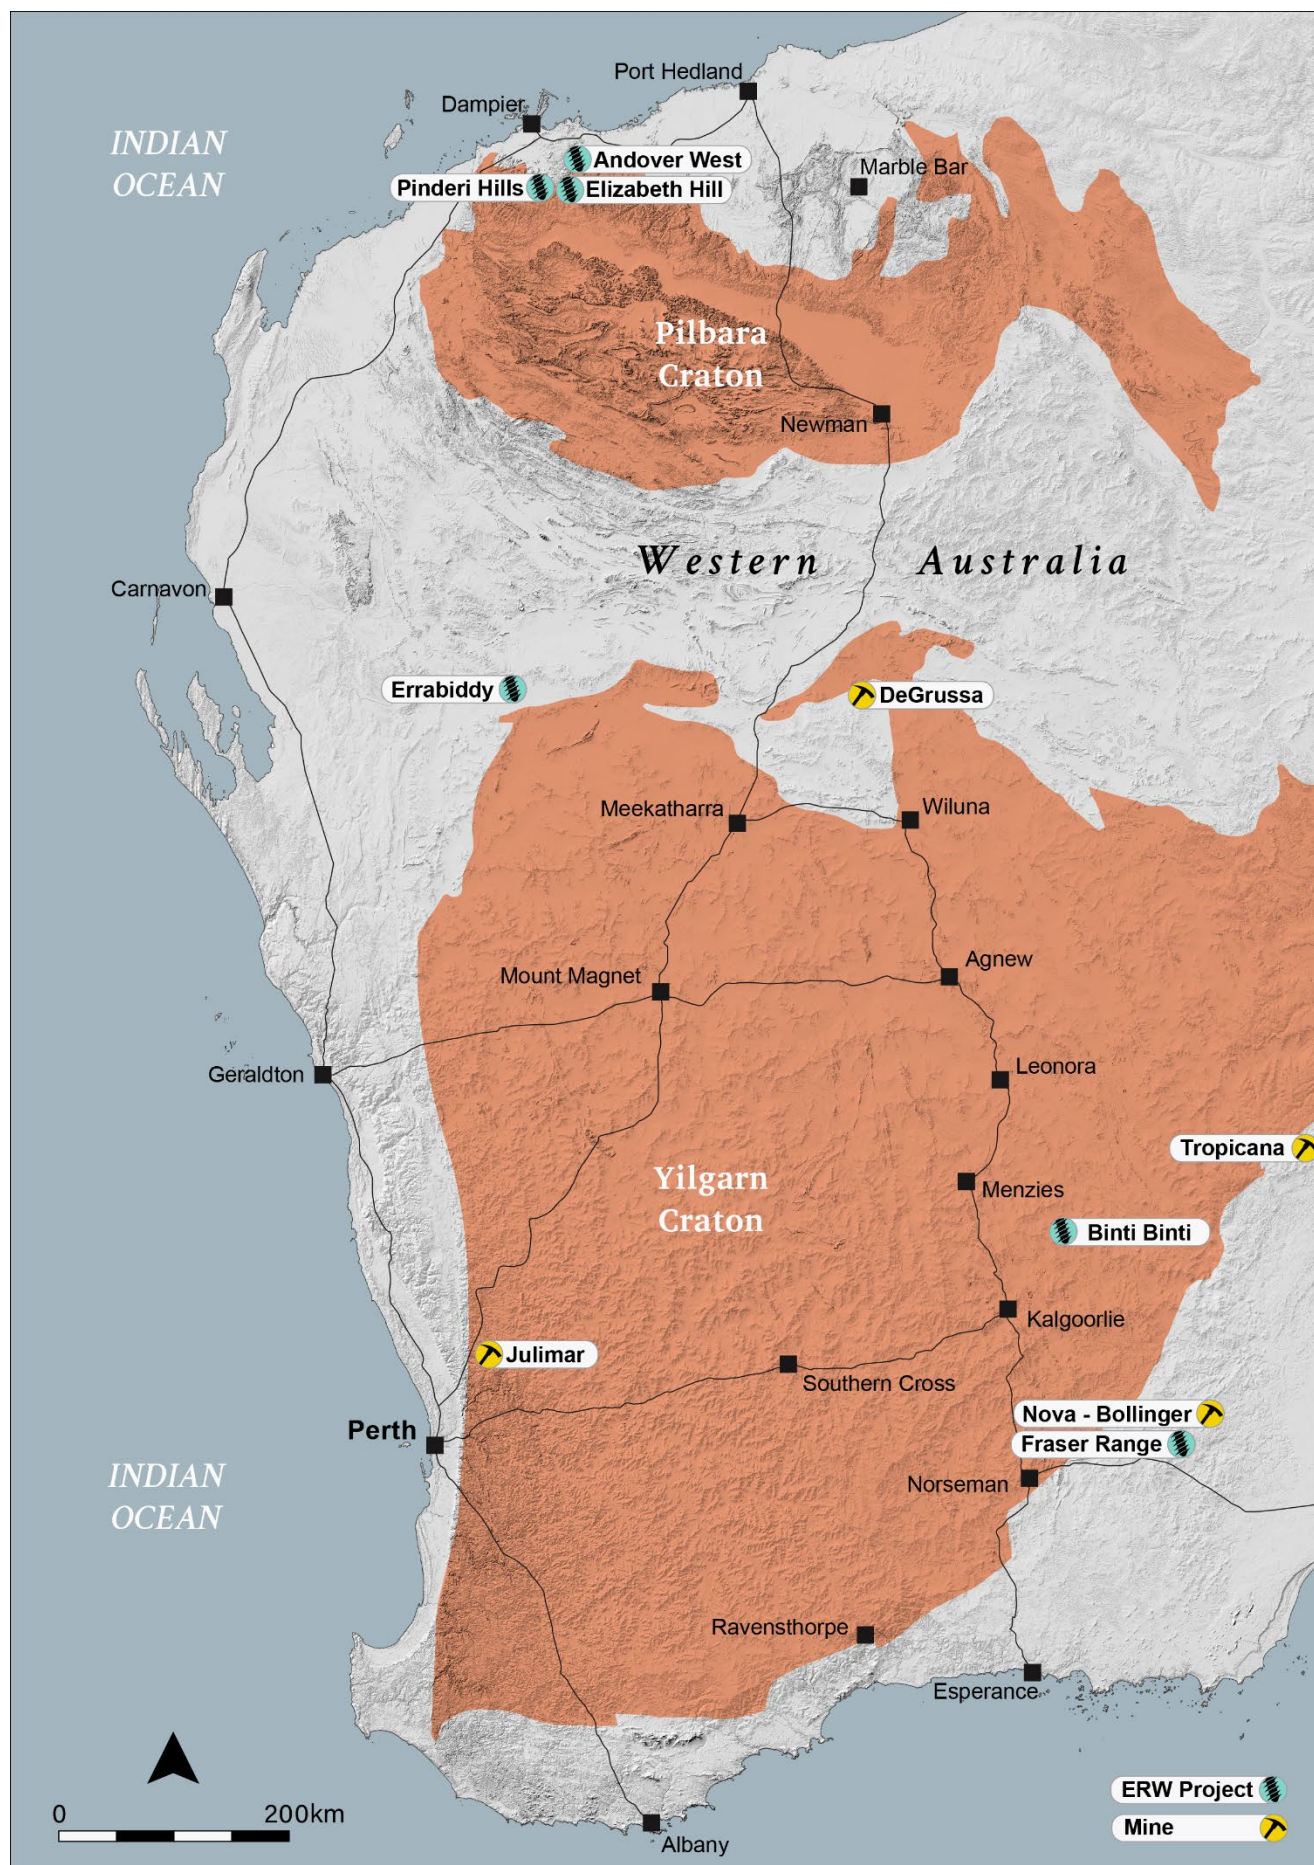 Port Hedland
Dampier
INDIAN
OCEAN
Andover West
Marble Bar
Pinderi Hills
Elizabeth Hill
Pilbara
Craton
Newman
Western Australia
Carnavon
Errabiddy
DeGrussa
Meekatharra
Wiluna
Agnew
Mount Magnet
Leonora
Geraldton
Tropicana
Yilgarn
Craton
Menzies
Binti Binti
Kalgoorlie
Julimar
Southern Cross
Nova - Bollinger
Perth
Fraser Range
INDIAN
OCEAN
Norseman
Ravensthorpe
Esperance
ERW Project
0 200km
Mine
Albany